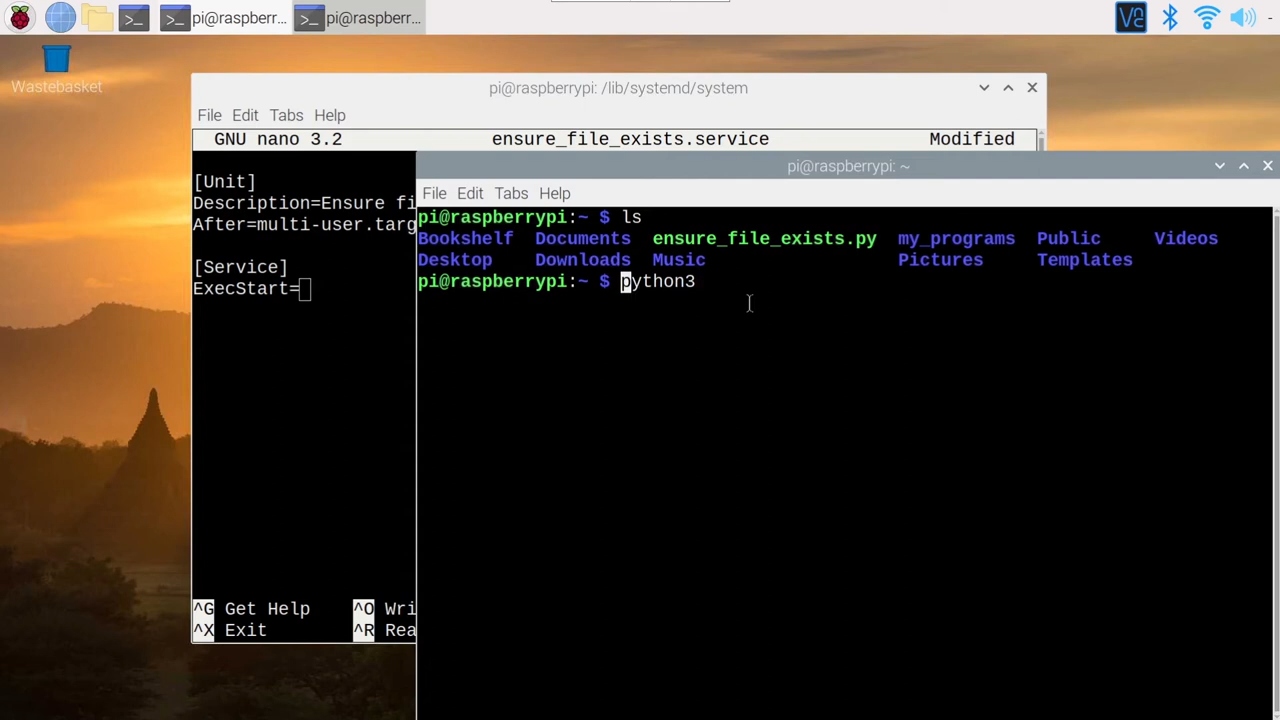 pi@raspberr... pi@raspberr...
Wastebasket
pi@raspberrypi: /lib/systemd/system
File Edit Tabs Help
GNU nano 3.2 ensure_file_exists.service Modified
[Unit]
Description=Ensure fi
After=multi-user.targ
[Service]
ExecStart=
^G Get Help ^O Wri
^X Exit ^R Rea
pi@raspberrypi: ~
File Edit Tabs Help
pi@raspberrypi:~ $ ls
Bookshelf Documents ensure_file_exists.py my_programs Public Videos
Desktop Downloads Music Pictures Templates
pi@raspberrypi:~ $ python3